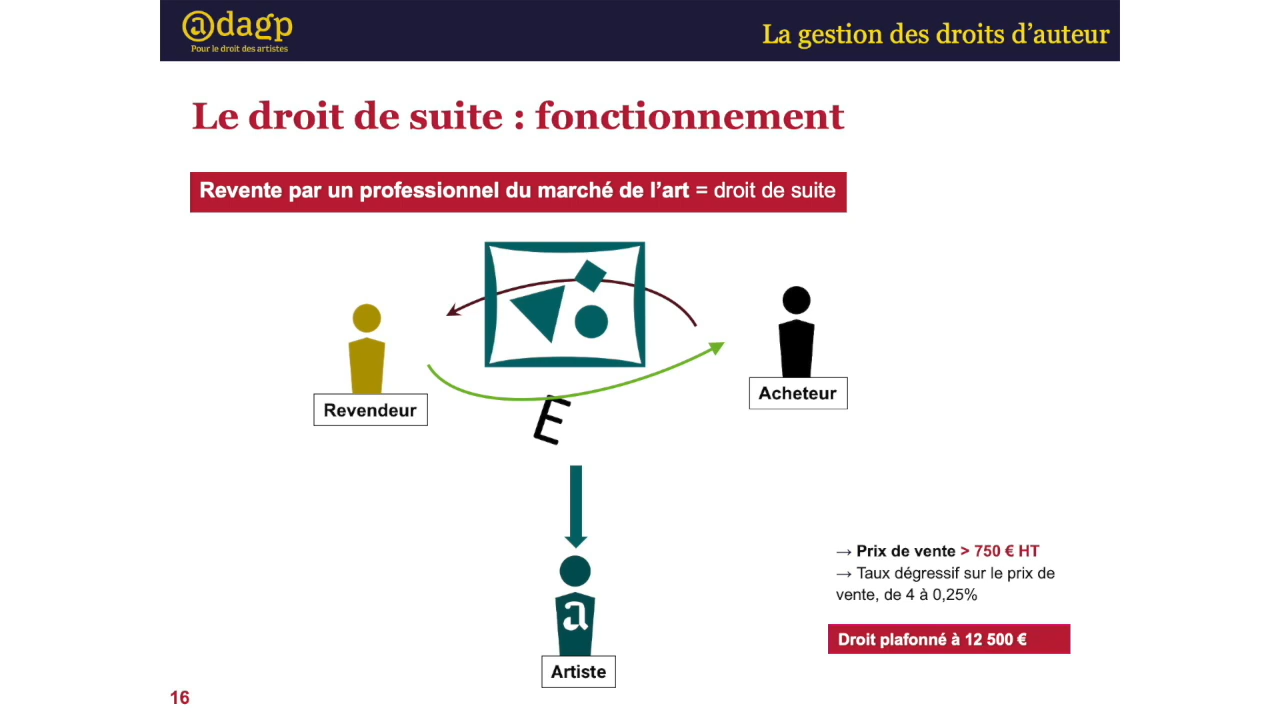 @dagp
Pour le droit des artistes
La gestion des droits d’auteur
Le droit de suite : fonctionnement
Revente par un professionnel du marché de l’art = droit de suite
Revendeur
Acheteur
E
→ Prix de vente > 750 € HT
→ Taux dégressif sur le prix de
vente, de 4 à 0,25%
a
Droit plafonné à 12 500 €
Artiste
16